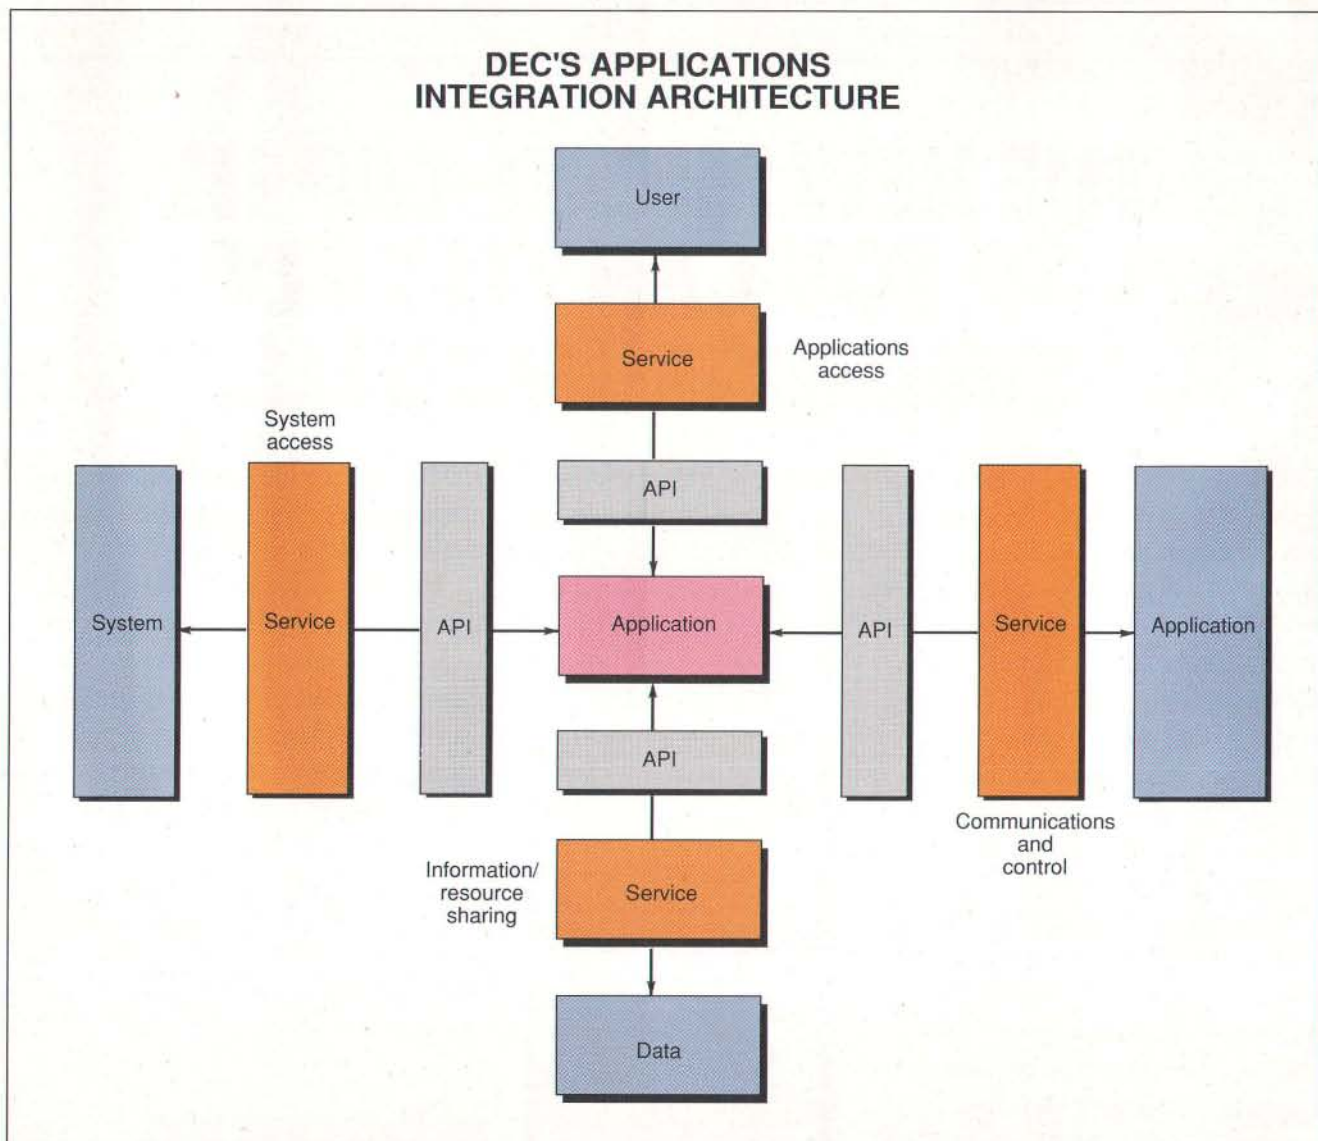 DEC'S APPLICATIONS
INTEGRATION ARCHITECTURE
User
Service
Applications
access
System
access
API
System
Service
API
Application
API
Service
Application
API
Communications
and
control
Information/
resource
sharing
Service
Data